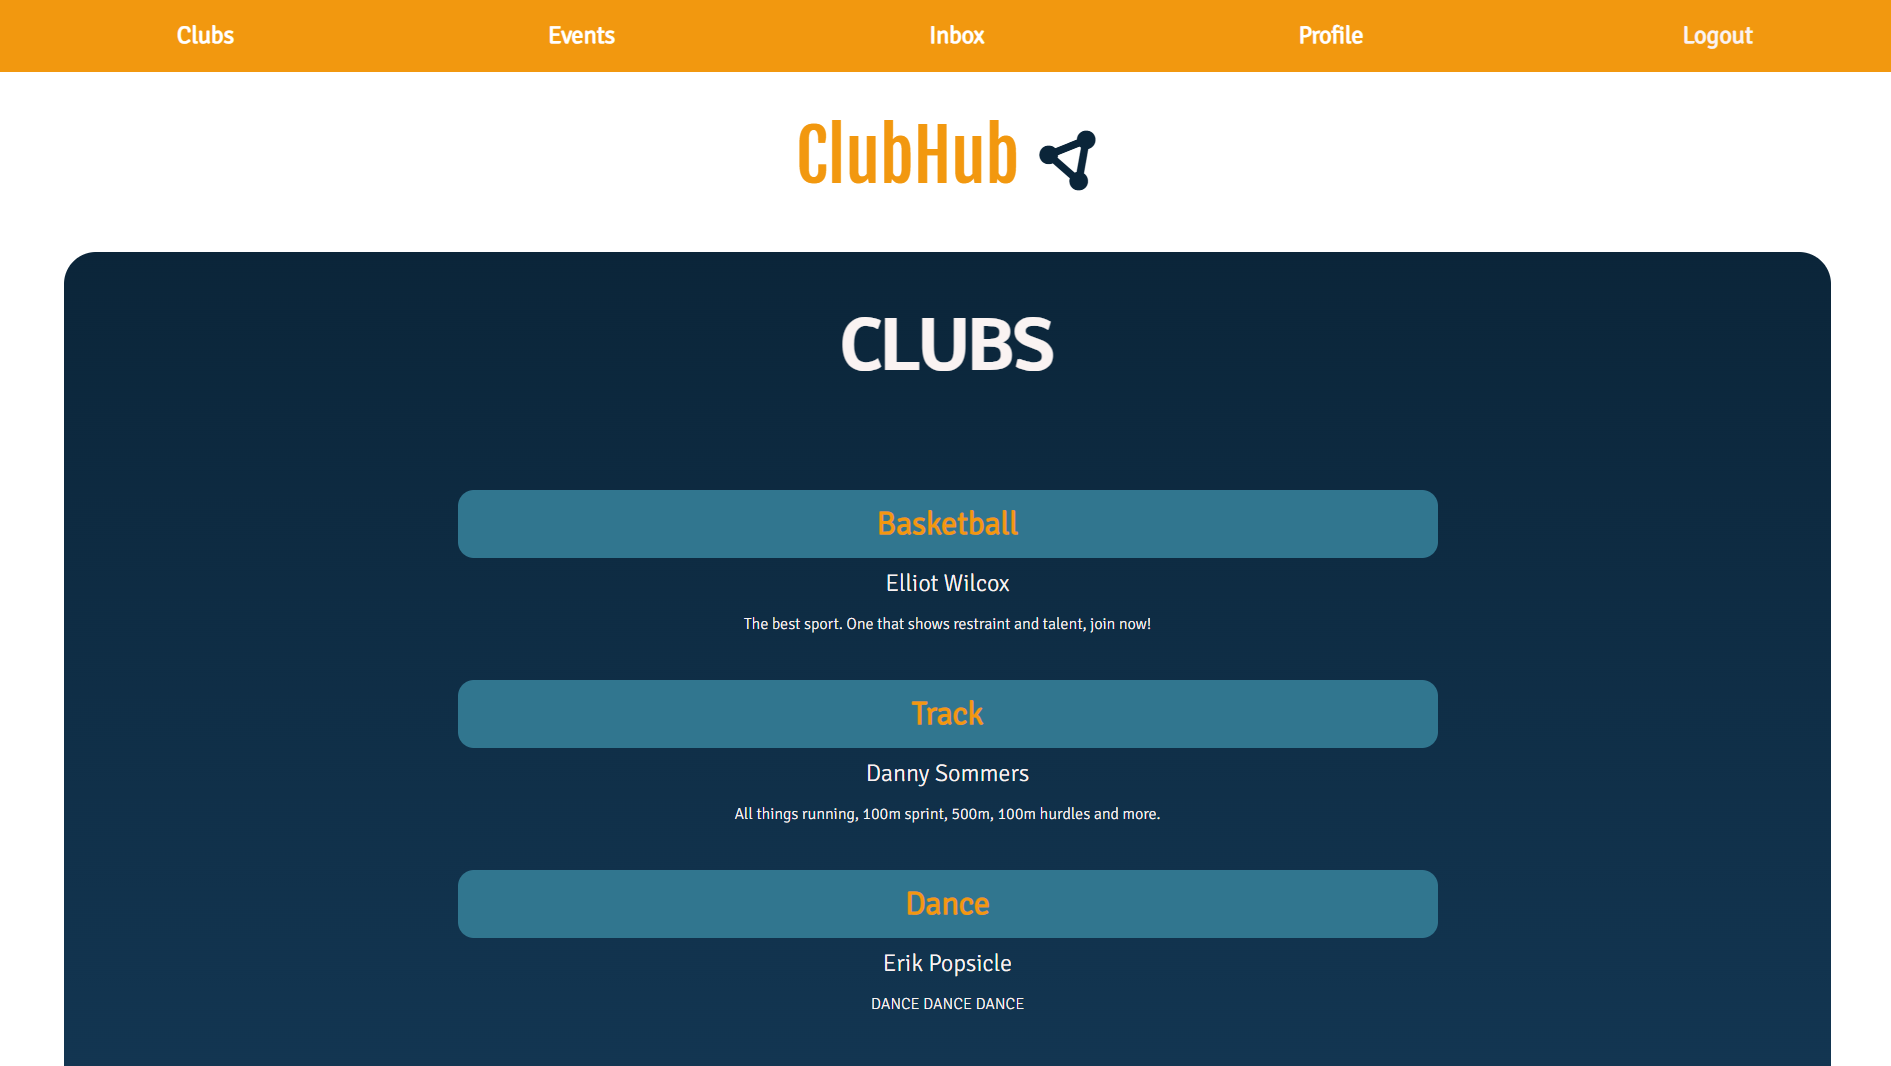 Clubs Events Inbox Profile Logout
ClubHub
CLUBS
Basketball
Elliot Wilcox
The best sport. One that shows restraint and talent, join now!
Track
Danny Sommers
All things running, 100m sprint, 500m, 100m hurdles and more.
Dance
Erik Popsicle
DANCE DANCE DANCE